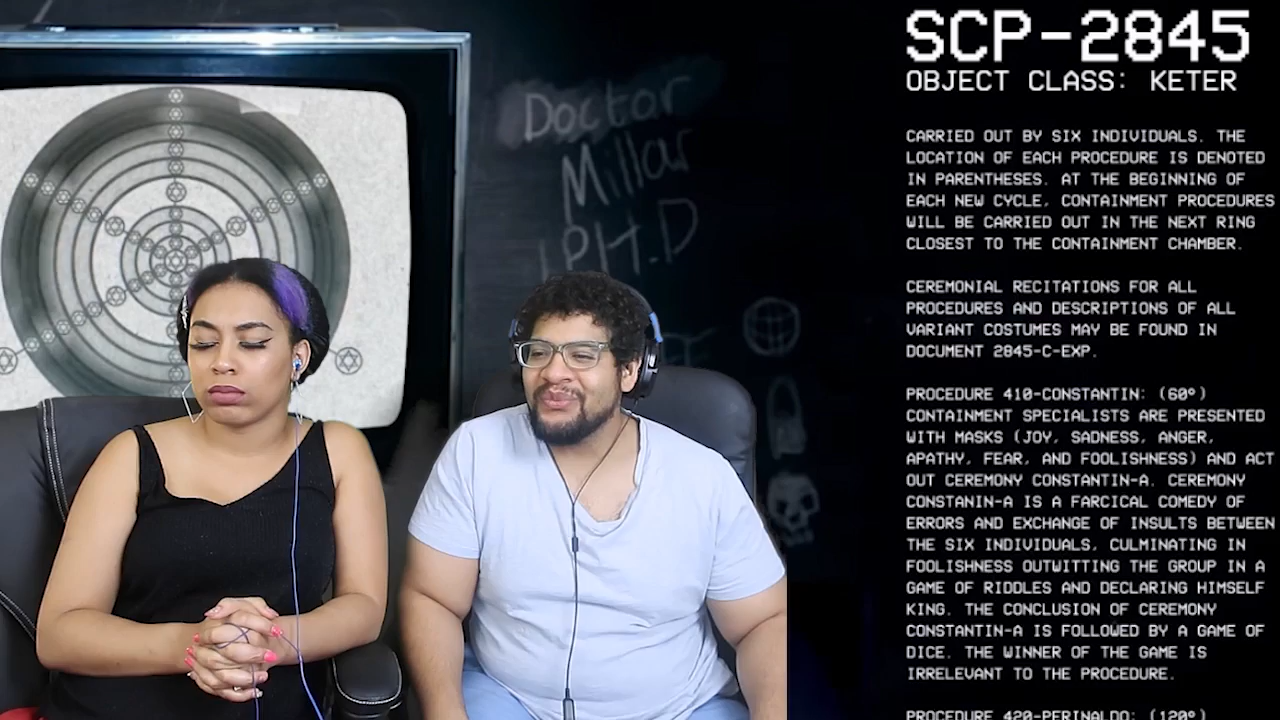 Doctor
Millar
PH.D
SCP-2845
OBJECT CLASS: KETER
CARRIED OUT BY SIX INDIVIDUALS. THE
LOCATION OF EACH PROCEDURE IS DENOTED
IN PARENTHESES. AT THE BEGINNING OF
EACH NEW CYCLE, CONTAINMENT PROCEDURES
WILL BE CARRIED OUT IN THE NEXT RING
CLOSEST TO THE CONTAINMENT CHAMBER.
CEREMONIAL RECITATIONS FOR ALL
PROCEDURES AND DESCRIPTIONS OF ALL
VARIANT COSTUMES MAY BE FOUND IN
DOCUMENT 2845-C-EXP.
PROCEDURE 410-CONSTANTIN: (60°)
CONTAINMENT SPECIALISTS ARE PRESENTED
WITH MASKS (JOY, SADNESS, ANGER,
APATHY, FEAR, AND FOOLISHNESS) AND ACT
OUT CEREMONY CONSTANTIN-A. CEREMONY
CONSTANIN-A IS A FARCICAL COMEDY OF
ERRORS AND EXCHANGE OF INSULTS BETWEEN
THE SIX INDIVIDUALS, CULMINATING IN
FOOLISHNESS OUTWITTING THE GROUP IN A
GAME OF RIDDLES AND DECLARING HIMSELF
KING. THE CONCLUSION OF CEREMONY
CONSTANTIN-A IS FOLLOWED BY A GAME OF
DICE. THE WINNER OF THE GAME IS
IRRELEVANT TO THE PROCEDURE.
PROCEDURE 420-PERINALDO: (120°)